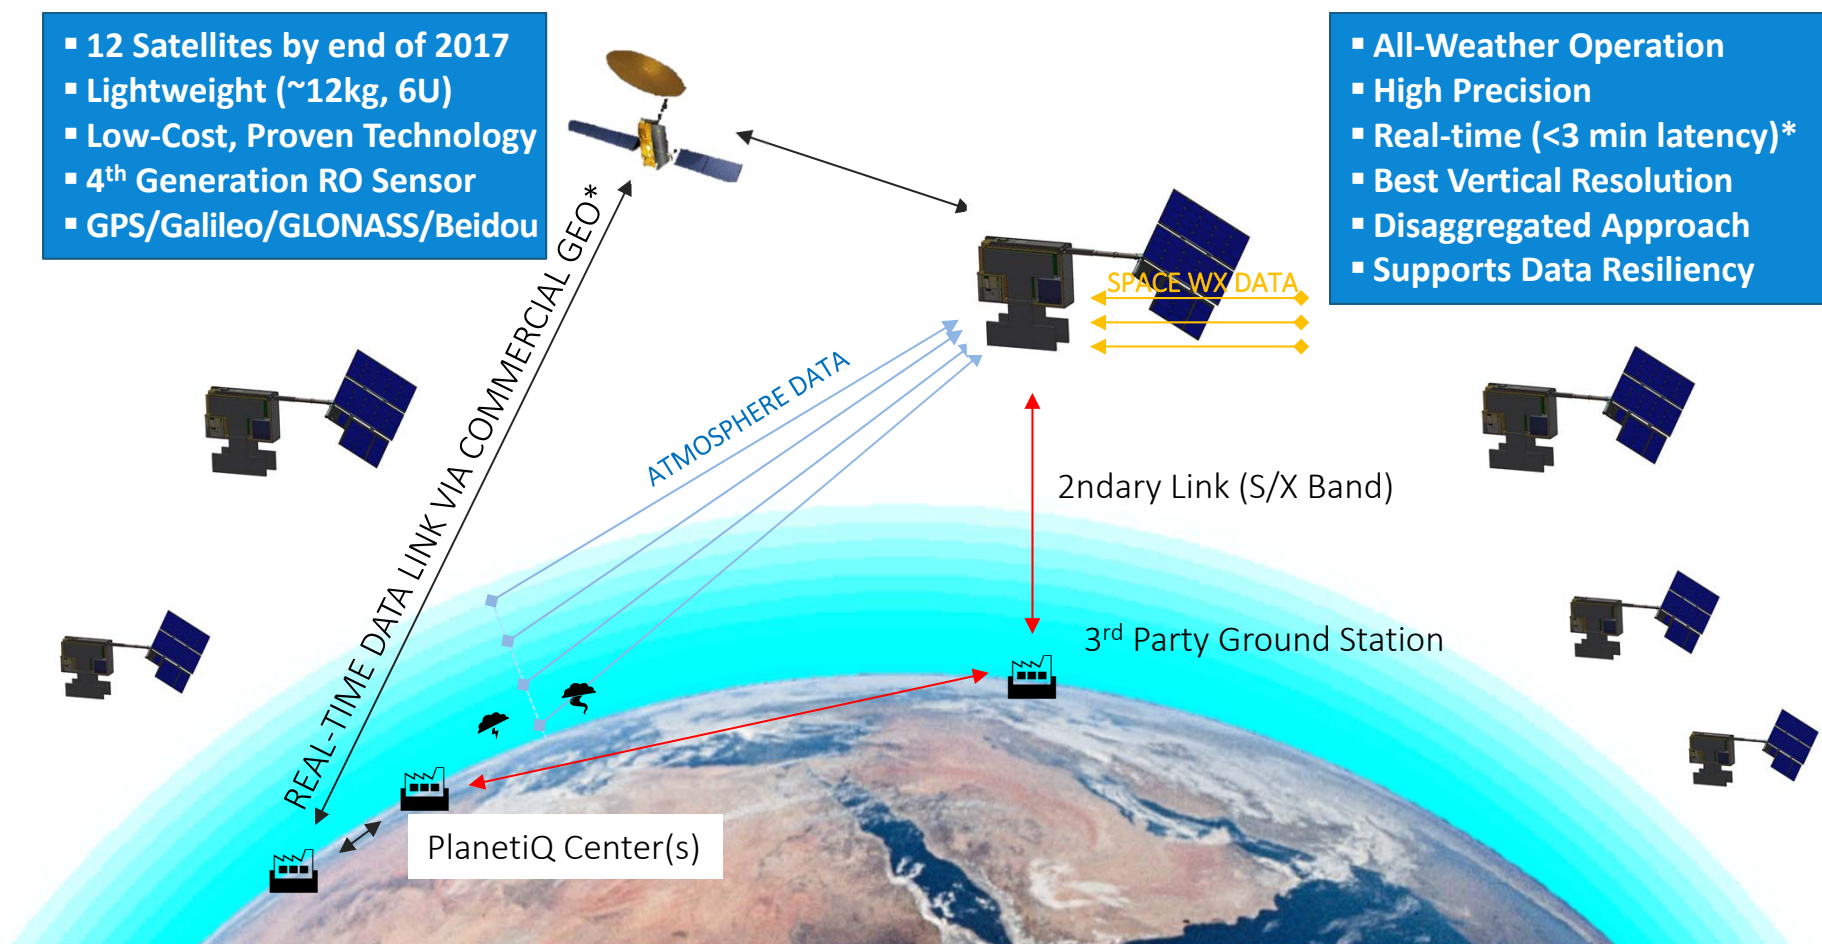 ▪ 12 Satellites by end of 2017
▪ Lightweight (~12kg, 6U)
▪ Low-Cost, Proven Technology
▪ 4th Generation RO Sensor
▪ GPS/Galileo/GLONASS/Beidou
▪ All-Weather Operation
▪ High Precision
▪ Real-time (<3 min latency)*
▪ Best Vertical Resolution
▪ Disaggregated Approach
▪ Supports Data Resiliency
REAL-TIME DATA LINK VIA COMMERCIAL GEO*
SPACE WX DATA
ATMOSPHERE DATA
2ndary Link (S/X Band)
3rd Party Ground Station
PlanetiQ Center(s)